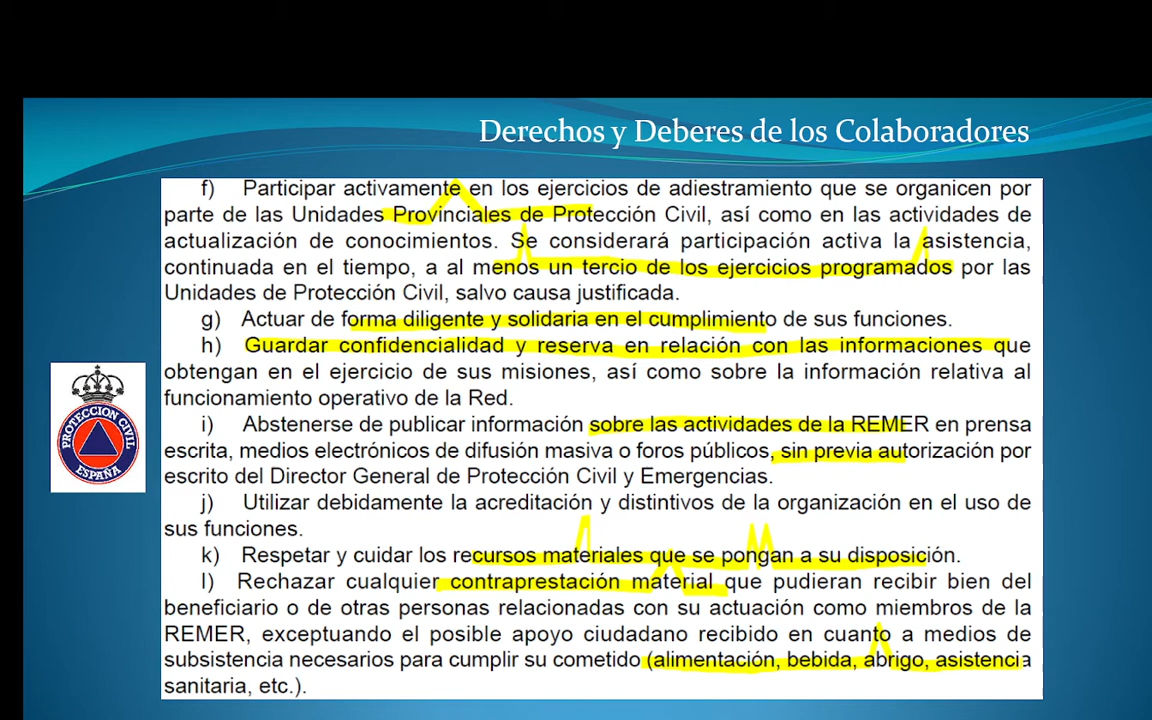 Derechos y Deberes de los Colaboradores
f) Participar activamente en los ejercicios de adiestramiento que se organicen por
parte de las Unidades Provinciales de Protección Civil, así como en las actividades de
actualización de conocimientos. Se considerará participación activa la asistencia,
continuada en el tiempo, a al menos un tercio de los ejercicios programados por las
Unidades de Protección Civil, salvo causa justificada.
g) Actuar de forma diligente y solidaria en el cumplimiento de sus funciones.
h) Guardar confidencialidad y reserva en relación con las informaciones que
obtengan en el ejercicio de sus misiones, así como sobre la información relativa al
funcionamiento operativo de la Red.
i) Abstenerse de publicar información sobre las actividades de la REMER en prensa
escrita, medios electrónicos de difusión masiva o foros públicos, sin previa autorización por
escrito del Director General de Protección Civil y Emergencias.
j) Utilizar debidamente la acreditación y distintivos de la organización en el uso de
sus funciones.
k) Respetar y cuidar los recursos materiales que se pongan a su disposición.
l) Rechazar cualquier contraprestación material que pudieran recibir bien del
beneficiario o de otras personas relacionadas con su actuación como miembros de la
REMER, exceptuando el posible apoyo ciudadano recibido en cuanto a medios de
subsistencia necesarios para cumplir su cometido (alimentación, bebida, abrigo, asistencia
sanitaria, etc.).
PROTECCION CIVIL
ESPAÑA